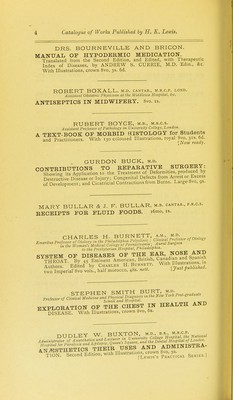 4 Catalogue of Works Published by H. K. Lewis.
DRS. BOURNEVILLE AND BRICON.
MANUAL OF HYPODERMIC MEDICATION.
Translated from the Second Edition, and Edited, with Therapeutic
Index of Diseases, by ANDREW S. CURRIE, M.D. Edin., &c.
With Illustrations, crown 8vo, 3s. 6d.
ROBERT BOXALL, M.D. CANTAB., M.R.C.P. LOND.
Assistant Obstetric Physician at the Middlesex Hospital, &c.
ANTISEPTICS IN MIDWIFERY. 8vo, 1s.
RUBERT BOYCE, M.B., M.R.C.S.
Assistant Professor of Pathology in University College, London.
A TEXT-BOOK OF MORBID HISTOLOGY for Students
and Practitioners. With 130 coloured Illustrations, royal 8vo, 31s. 6d.
[Now ready.
GURDON BUCK, M.D.
CONTRIBUTIONS TO REPARATIVE SURGERY:
Showing its Application to the Treatment of Deformities, produced by
Destructive Disease or Injury; Congenital Defects from Arrest or Excess
of Development; and Cicatricial Contractions from Burns. Large 8vo, 9s.
MARY BULLAR & J. F. BULLAR, M.B. CANTAB., F.R.C.S.
RECEIPTS FOR FLUID FOODS. 16mo, 1s.
CHARLES H. BURNETT, A.M., M.D.
Emeritus Professor of Otology in the Philadelphia Polyclinic; Clinical Professor of Otology
in the Woman's Medical College of Pennsylvania; Aural Surgeon
to the Presbyterian Hospital, Philadelphia.
SYSTEM OF DISEASES OF THE EAR, NOSE AND
THROAT. By 45 Eminent American, British, Canadian and Spanish
Authors. Edited by CHARLES H. BURNETT. With Illustrations, in
two Imperial 8vo vols., half morocco, 48s. nett. [Just published.
STEPHEN SMITH BURT, M.D.
Professor of Clinical Medicine and Physical Diagnosis in the New York Post-graduate
School and Hospital.
EXPLORATION OF THE CHEST IN HEALTH AND
DISEASE. With Illustrations, crown 8vo, 6s.
DUDLEY W. BUXTON, M.D., B.S., M.R.C.P.
Administrator of Anæsthetics and Lecturer in University College Hospital, the National
Hospital for Paralysis and Epilepsy, Queen's Square, and the Dental Hospital of London.
ANÆSTHETICS THEIR USES AND ADMINISTRA-
TION. Second Edition, with Illustrations, crown 8vo, 5s.
[LEWIS'S PRACTICAL SERIES.]